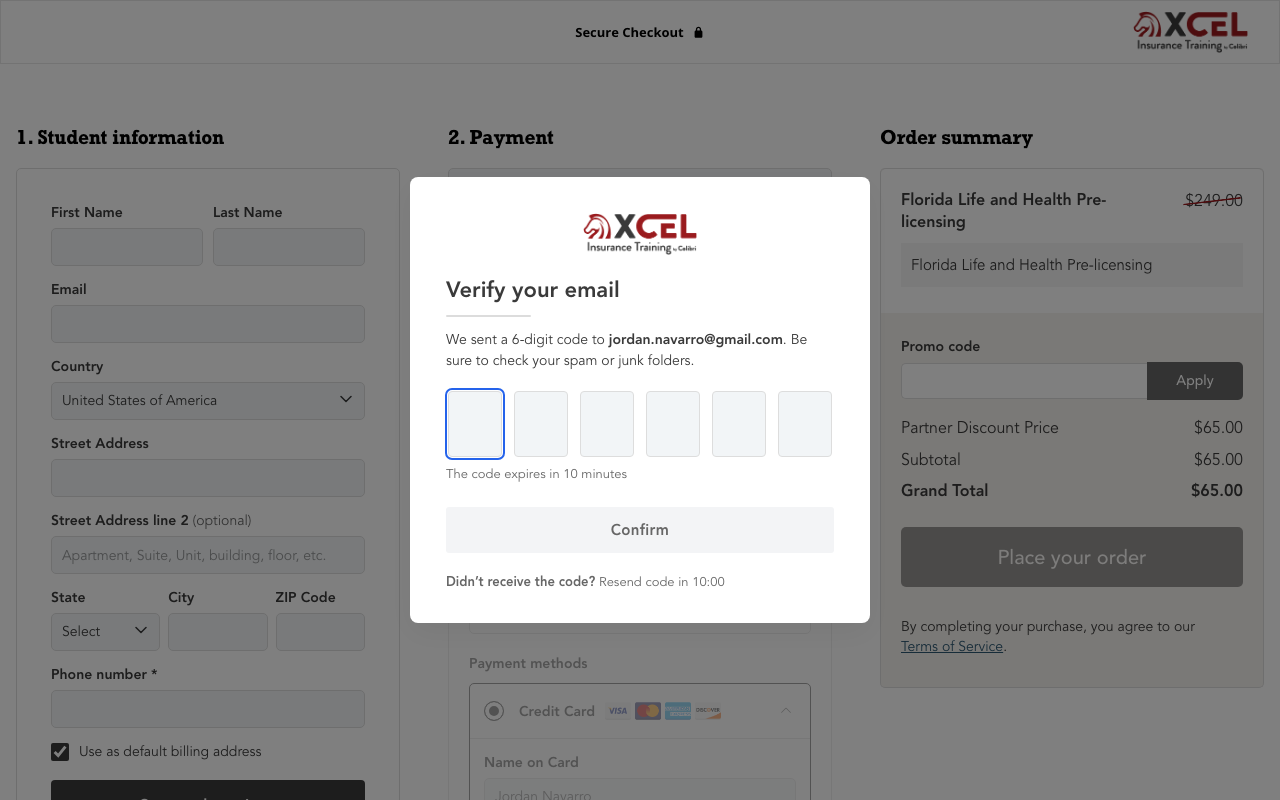 Secure Checkout
XCEL
Insurance Training by Calibri
1. Student information
First Name
Last Name
Email
Country
United States of America
Street Address
Street Address line 2 (optional)
Apartment, Suite, Unit, building, floor, etc.
State
City
ZIP Code
Select
Phone number *
Use as default billing address
2. Payment
XCEL
Insurance Training by Calibri
Verify your email
We sent a 6-digit code to jordan.navarro@gmail.com. Be
sure to check your spam or junk folders.
The code expires in 10 minutes
Confirm
Didn't receive the code? Resend code in 10:00
Payment methods
Credit Card
VISA
DISCOVER
Name on Card
Jordan Navarro
Order summary
Florida Life and Health Pre-
licensing
$249.00
Florida Life and Health Pre-licensing
Promo code
Apply
Partner Discount Price
$65.00
Subtotal
$65.00
Grand Total
$65.00
Place your order
By completing your purchase, you agree to our
Terms of Service.